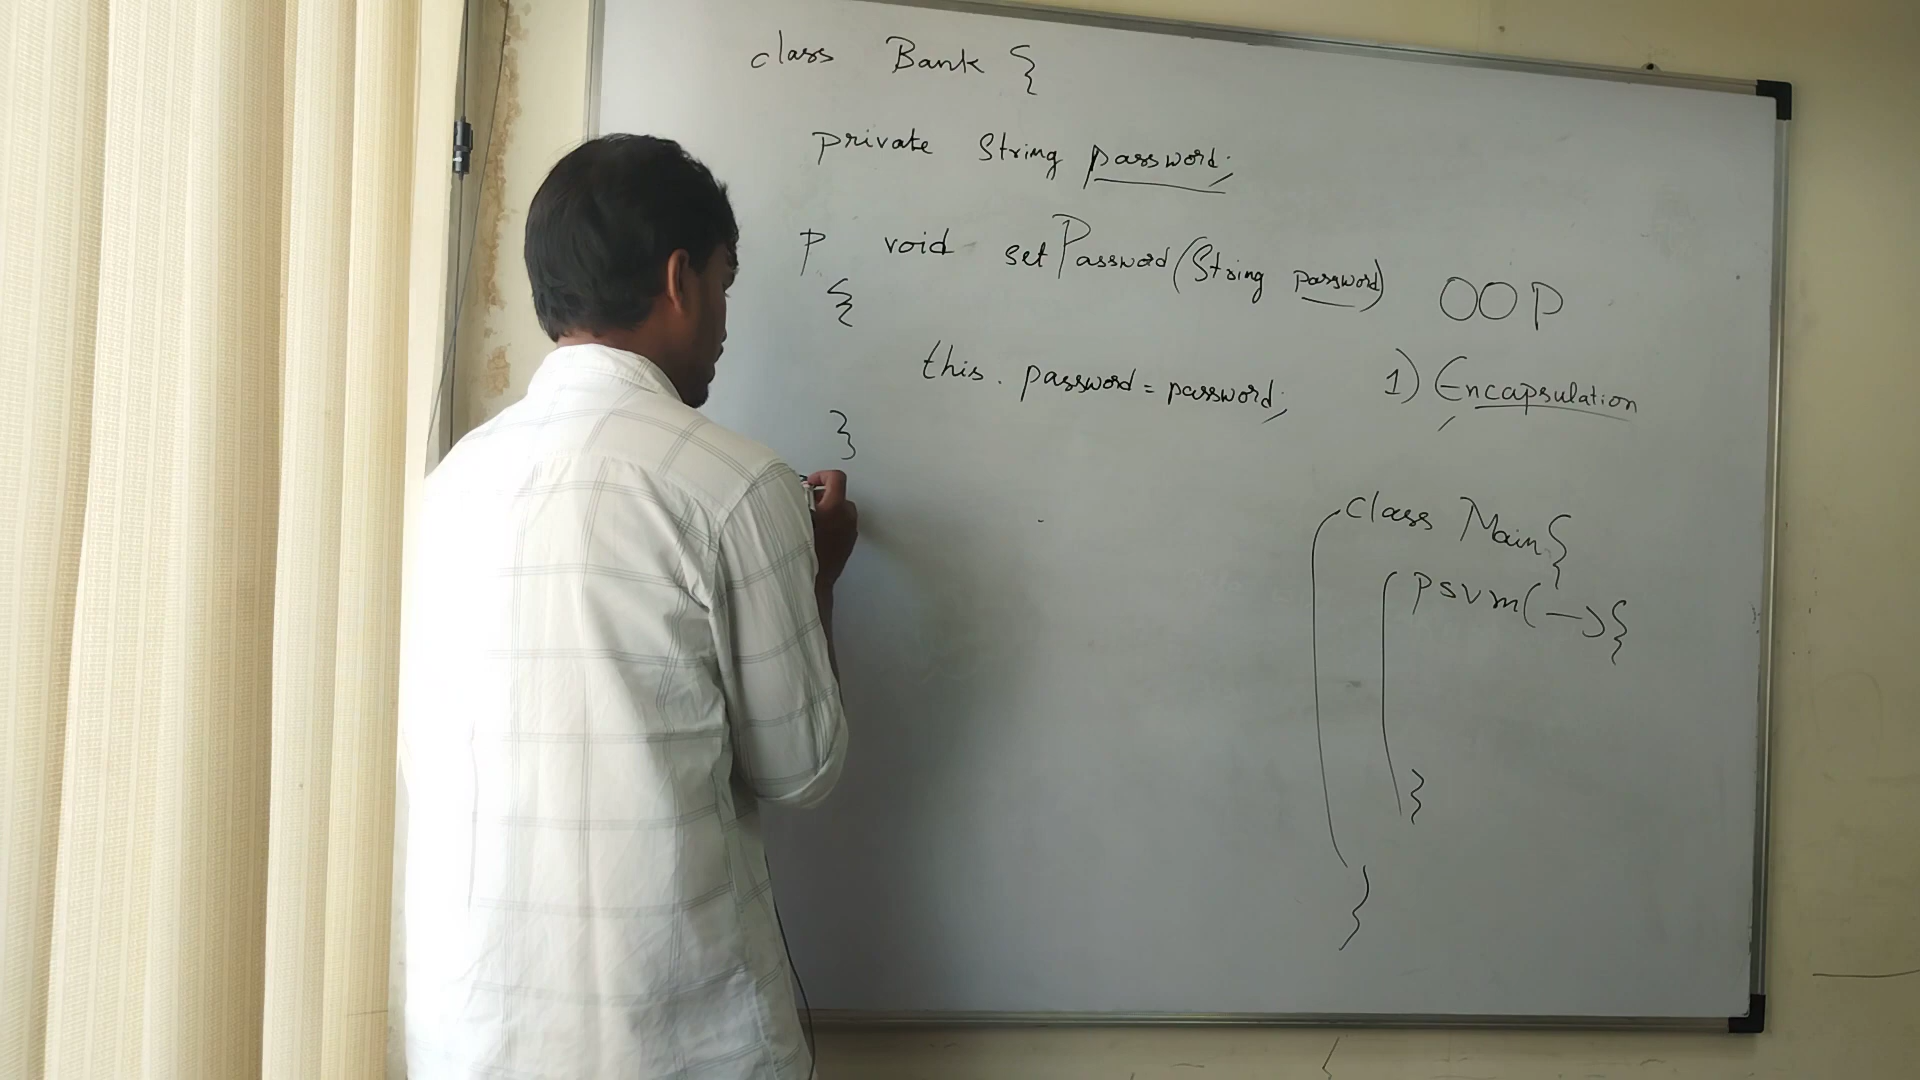 class Bank {
private String password;
P void setPassword(String password)
{
this.password = password;
}
OOP
1) Encapsulation
class Main{
psvm(—){
}
}